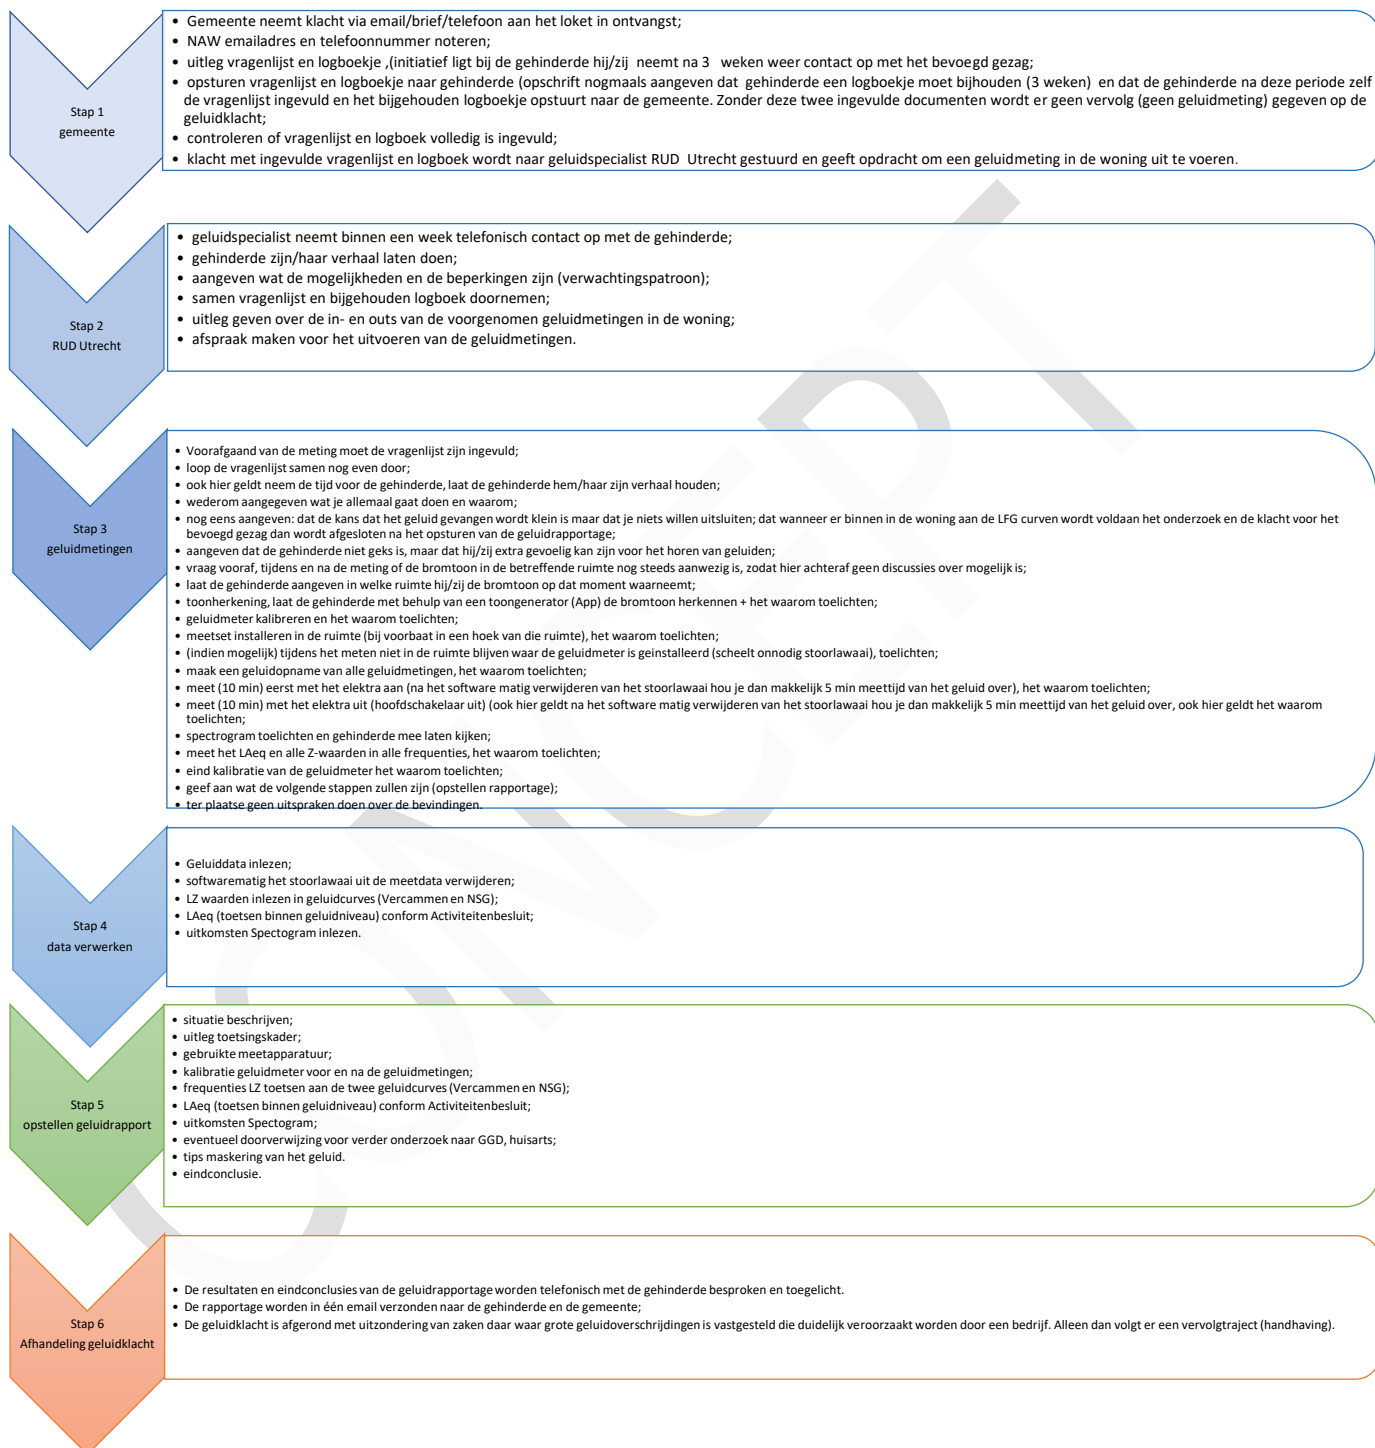 • Gemeente neemt klacht via email/brief/telefoon aan het loket in ontvangst;
• NAW emailadres en telefoonnummer noteren;
• uitleg vragenlijst en logboekje ,(initiatief ligt bij de gehinderde hij/zij neemt na 3 weken weer contact op met het bevoegd gezag;
• opsturen vragenlijst en logboekje naar gehinderde (opschrift nogmaals aangeven dat gehinderde een logboekje moet bijhouden (3 weken) en dat de gehinderde na deze periode zelf
de vragenlijst ingevuld en het bijgehouden logboekje opstuurt naar de gemeente. Zonder deze twee ingevulde documenten wordt er geen vervolg (geen geluidmeting) gegeven op de
geluidklacht;
• controleren of vragenlijst en logboek volledig is ingevuld;
• klacht met ingevulde vragenlijst en logboek wordt naar geluidspecialist RUD Utrecht gestuurd en geeft opdracht om een geluidmeting in de woning uit te voeren.
Stap 1
gemeente
• geluidspecialist neemt binnen een week telefonisch contact op met de gehinderde;
• gehinderde zijn/haar verhaal laten doen;
• aangeven wat de mogelijkheden en de beperkingen zijn (verwachtingspatroon);
• samen vragenlijst en bijgehouden logboek doornemen;
• uitleg geven over de in- en outs van de voorgenomen geluidmetingen in de woning;
• afspraak maken voor het uitvoeren van de geluidmetingen.
Stap 2
RUD Utrecht
• Voorafgaand van de meting moet de vragenlijst zijn ingevuld;
• loop de vragenlijst samen nog even door;
• ook hier geldt neem de tijd voor de gehinderde, laat de gehinderde hem/haar zijn verhaal houden;
• wederom aangegeven wat je allemaal gaat doen en waarom;
• nog eens aangeven: dat de kans dat het geluid gevangen wordt klein is maar dat je niets willen uitsluiten; dat wanneer er binnen in de woning aan de LFG curven wordt voldaan het onderzoek en de klacht voor het
bevoegd gezag dan wordt afgesloten na het opsturen van de geluidrapportage;
• aangeven dat de gehinderde niet geks is, maar dat hij/zij extra gevoelig kan zijn voor het horen van geluiden;
• vraag vooraf, tijdens en na de meting of de bromtoon in de betreffende ruimte nog steeds aanwezig is, zodat hier achteraf geen discussies over mogelijk is;
• laat de gehinderde aangeven in welke ruimte hij/zij de bromtoon op dat moment waarneemt;
• toonherkening, laat de gehinderde met behulp van een toongenerator (App) de bromtoon herkennen + het waarom toelichten;
• geluidmeter kalibreren en het waarom toelichten;
• meetset installeren in de ruimte (bij voorbaat in een hoek van die ruimte), het waarom toelichten;
• (indien mogelijk) tijdens het meten niet in de ruimte blijven waar de geluidmeter is geinstalleerd (scheelt onnodig stoorlawaai), toelichten;
• maak een geluidopname van alle geluidmetingen, het waarom toelichten;
• meet (10 min) eerst met het elektra aan (na het software matig verwijderen van het stoorlawaai hou je dan makkelijk 5 min meettijd van het geluid over), het waarom toelichten;
• meet (10 min) met het elektra uit (hoofdschakelaar uit) (ook hier geldt na het software matig verwijderen van het stoorlawaai hou je dan makkelijk 5 min meettijd van het geluid over, ook hier geldt het waarom
toelichten;
• spectrogram toelichten en gehinderde mee laten kijken;
• meet het LAeq en alle Z-waarden in alle frequenties, het waarom toelichten;
• eind kalibratie van de geluidmeter het waarom toelichten;
• geef aan wat de volgende stappen zullen zijn (opstellen rapportage);
• ter plaatse geen uitspraken doen over de bevindingen.
Stap 3
geluidmetingen
• Geluiddata inlezen;
• softwarematig het stoorlawaai uit de meetdata verwijderen;
• LZ waarden inlezen in geluidcurves (Vercammen en NSG);
• LAeq (toetsen binnen geluidniveau) conform Activiteitenbesluit;
• uitkomsten Spectogram inlezen.
Stap 4
data verwerken
• situatie beschrijven;
• uitleg toetsingskader;
• gebruikte meetapparatuur;
• kalibratie geluidmeter voor en na de geluidmetingen;
• frequenties LZ toetsen aan de twee geluidcurves (Vercammen en NSG);
• LAeq (toetsen binnen geluidniveau) conform Activiteitenbesluit;
• uitkomsten Spectogram;
• eventueel doorverwijzing voor verder onderzoek naar GGD, huisarts;
• tips maskering van het geluid.
• eindconclusie.
Stap 5
opstellen geluidrapport
• De resultaten en eindconclusies van de geluidrapportage worden telefonisch met de gehinderde besproken en toegelicht.
• De rapportage worden in één email verzonden naar de gehinderde en de gemeente;
• De geluidklacht is afgerond met uitzondering van zaken daar waar grote geluidoverschrijdingen is vastgesteld die duidelijk veroorzaakt worden door een bedrijf. Alleen dan volgt er een vervolgtraject (handhaving).
Stap 6
Afhandeling geluidklacht
CONCEPT